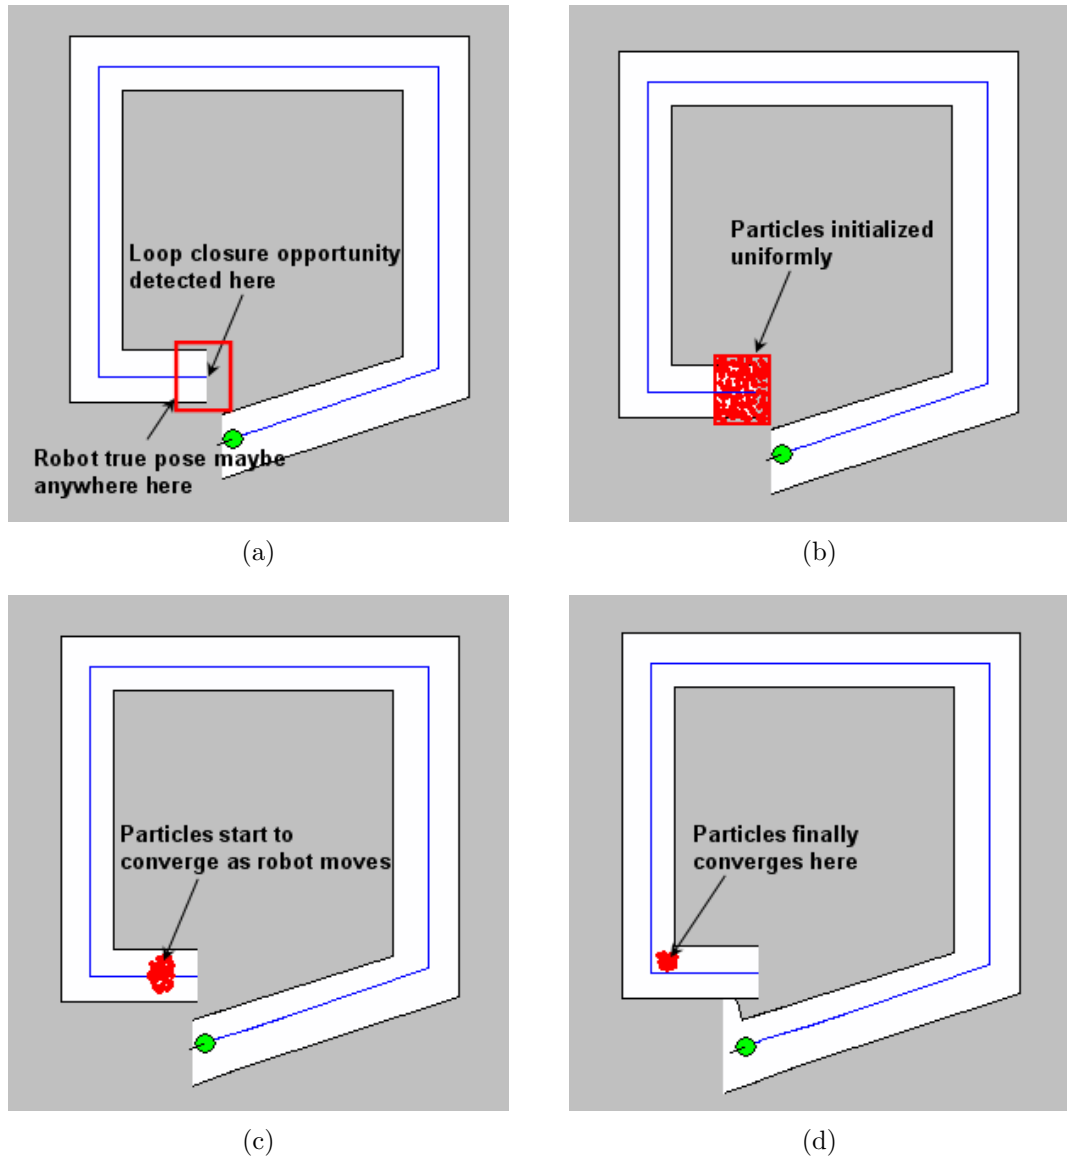 Loop closure opportunity
detected here
Robot true pose maybe
anywhere here
(a)
Particles initialized
uniformly
(b)
Particles start to
converge as robot moves
(c)
Particles finally
converges here
(d)